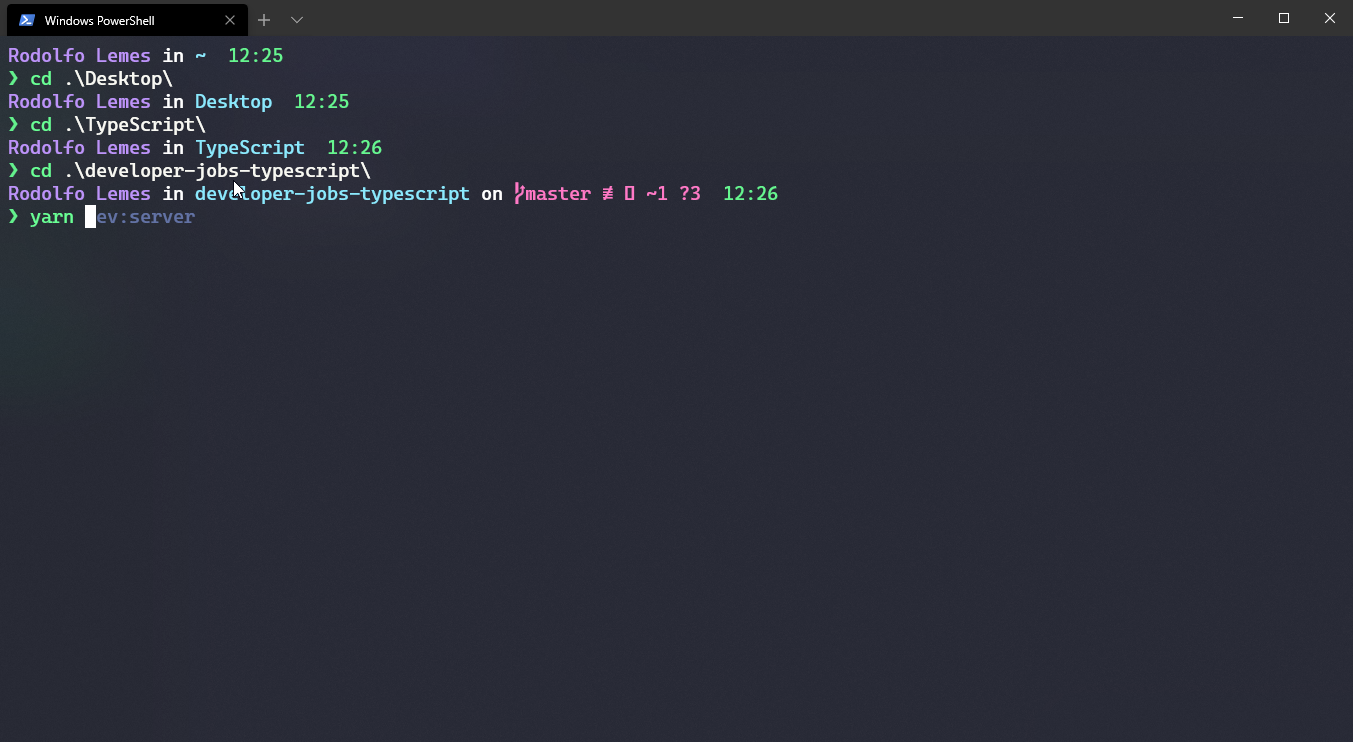 Windows PowerShell
Rodolfo Lemes in ~ 12:25
❯ cd .\Desktop\
Rodolfo Lemes in Desktop 12:25
❯ cd .\TypeScript\
Rodolfo Lemes in TypeScript 12:26
❯ cd .\developer-jobs-typescript\
Rodolfo Lemes in developer-jobs-typescript on master ≢ ▯ ~1 ?3 12:26
❯ yarn ev:server